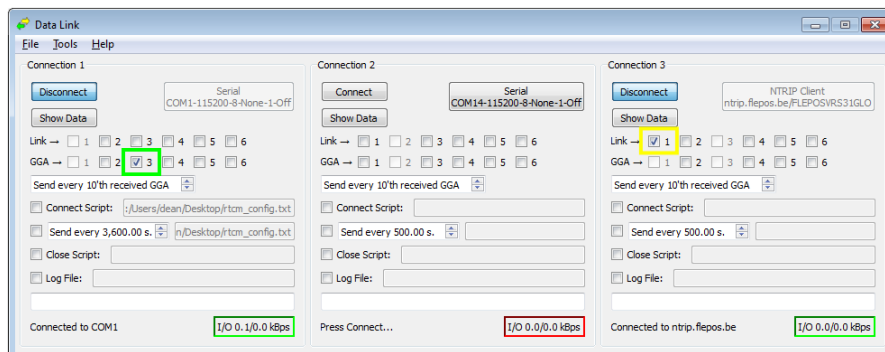 Data Link
File Tools Help
Connection 1
Disconnect
Serial
COM1-115200-8-None-1-Off
Show Data
Link → 1 2 3 4 5 6
GGA → 1 2 3 4 5 6
Send every 10'th received GGA
Connect Script: :/Users/dean/Desktop/rtcm_config.txt
Send every 3,600.00 s. n/Desktop/rtcm_config.txt
Close Script:
Log File:
Connected to COM1
I/O 0.1/0.0 kBps
Connection 2
Connect
Serial
COM14-115200-8-None-1-Off
Show Data
Link → 1 2 3 4 5 6
GGA → 1 2 3 4 5 6
Send every 10'th received GGA
Connect Script:
Send every 500.00 s.
Close Script:
Log File:
Press Connect...
I/O 0.0/0.0 kBps
Connection 3
Disconnect
NTRIP Client
ntrip.flepos.be/FLEPOSVRS31GLO
Show Data
Link → 1 2 3 4 5 6
GGA → 1 2 3 4 5 6
Send every 10'th received GGA
Connect Script:
Send every 500.00 s.
Close Script:
Log File:
Connected to ntrip.flepos.be
I/O 0.0/0.0 kBps